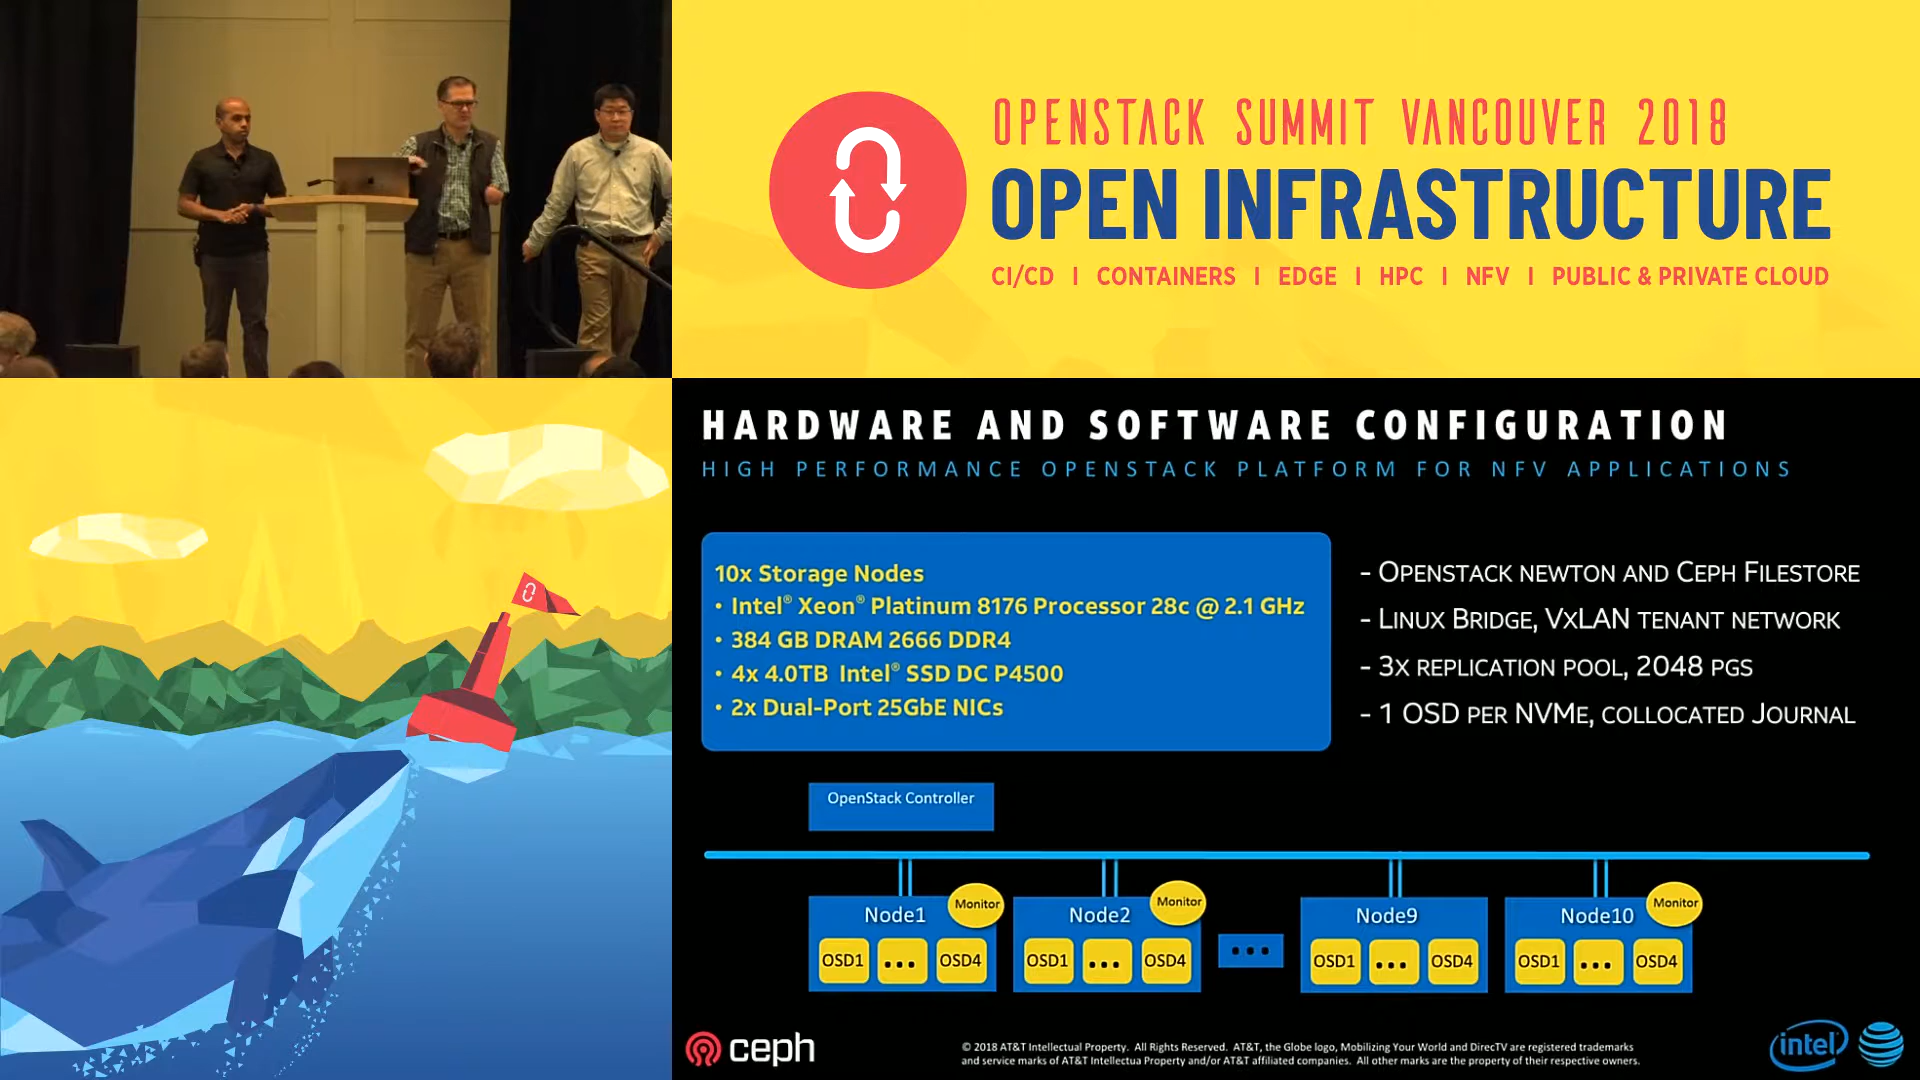 OPENSTACK SUMMIT VANCOUVER 2018
OPEN INFRASTRUCTURE
CI/CD I CONTAINERS I EDGE I HPC I NFV I PUBLIC & PRIVATE CLOUD
HARDWARE AND SOFTWARE CONFIGURATION
HIGH PERFORMANCE OPENSTACK PLATFORM FOR NFV APPLICATIONS
10x Storage Nodes
• Intel® Xeon® Platinum 8176 Processor 28c @ 2.1 GHz
• 384 GB DRAM 2666 DDR4
• 4x 4.0TB Intel® SSD DC P4500
• 2x Dual-Port 25GbE NICs
- OPENSTACK NEWTON AND CEPH FILESTORE
- LINUX BRIDGE, VXLAN TENANT NETWORK
- 3X REPLICATION POOL, 2048 PGS
- 1 OSD PER NVME, COLLOCATED JOURNAL
OpenStack Controller
Node1 Monitor
OSD1 ... OSD4
Node2 Monitor
OSD1 ... OSD4
...
Node9
OSD1 ... OSD4
Node10 Monitor
OSD1 ... OSD4
ceph
© 2018 AT&T Intellectual Property. All Rights Reserved. AT&T, the Globe logo, Mobilizing Your World and DirecTV are registered trademarks
and service marks of AT&T Intellectua Property and/or AT&T affiliated companies. All other marks are the property of their respective owners.
intel